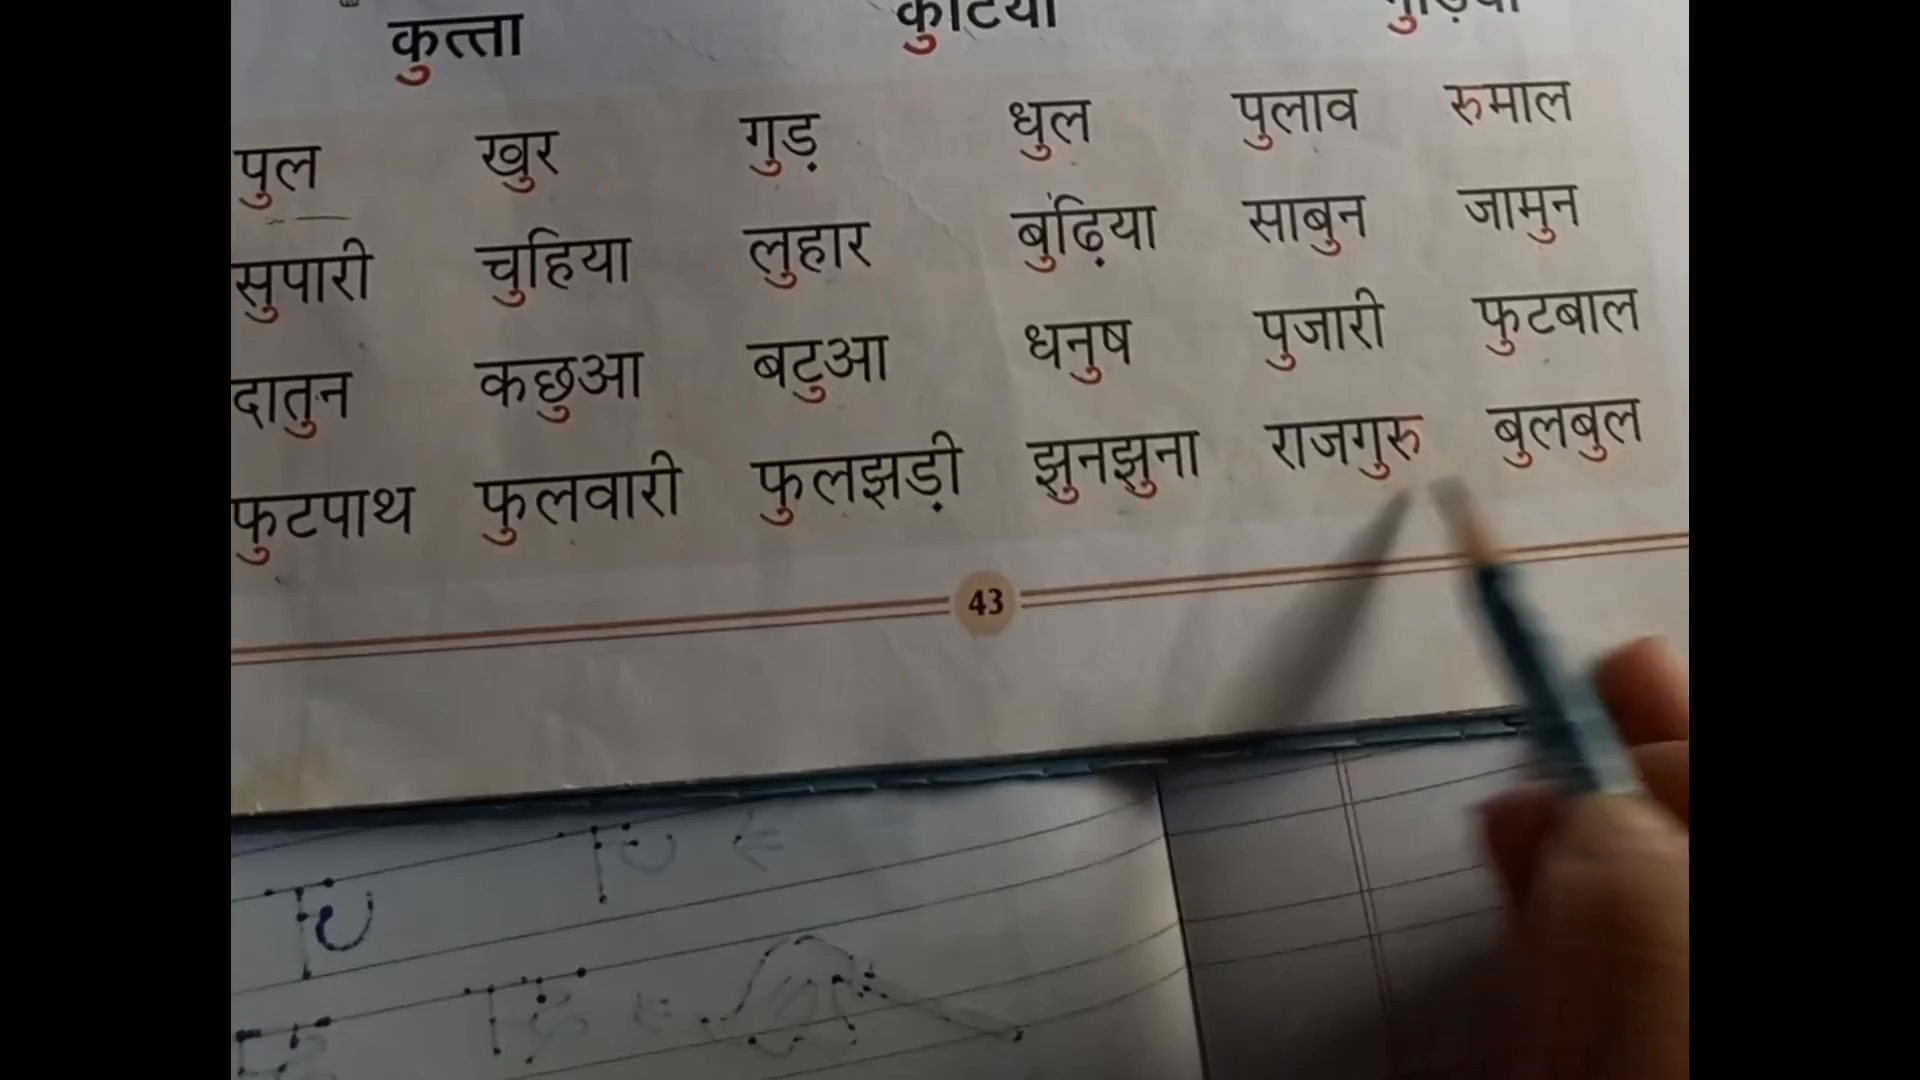 कुत्ता कुटिया गुड़िया
पुल खुर गुड़ धुल पुलाव रुमाल
सुपारी चुहिया लुहार बुढ़िया साबुन जामुन
दातुन कछुआ बटुआ धनुष पुजारी फुटबाल
फुटपाथ फुलवारी फुलझड़ी झुनझुना राजगुरु बुलबुल
43